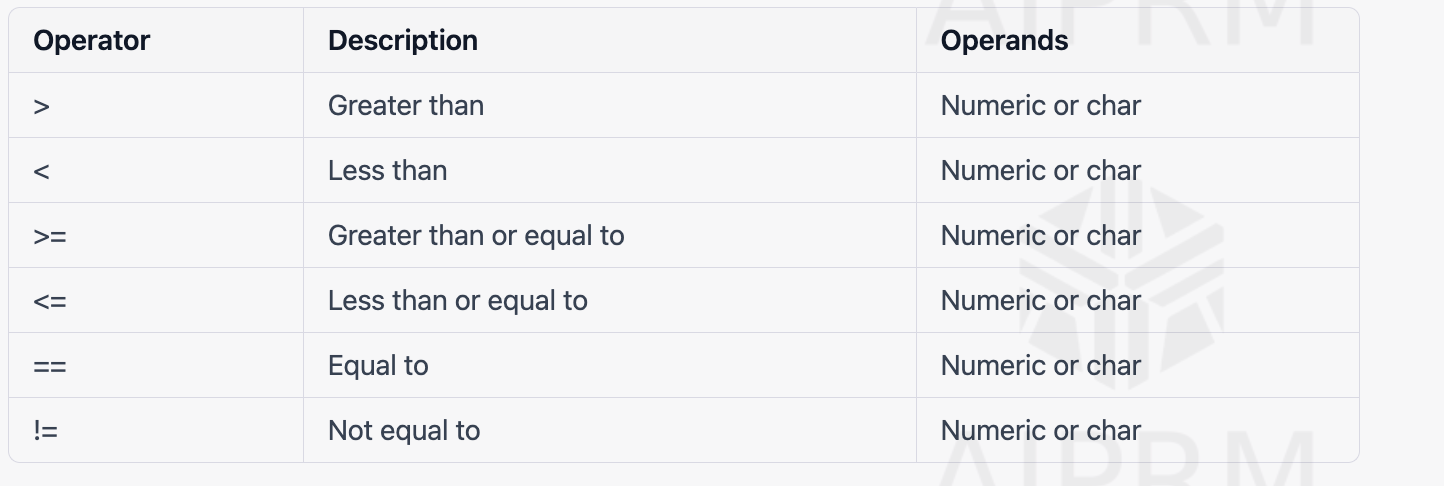 AIPRM
Operator Description Operands
> Greater than Numeric or char
< Less than Numeric or char
>= Greater than or equal to Numeric or char
<= Less than or equal to Numeric or char
== Equal to Numeric or char
!= Not equal to Numeric or char
AIPRM